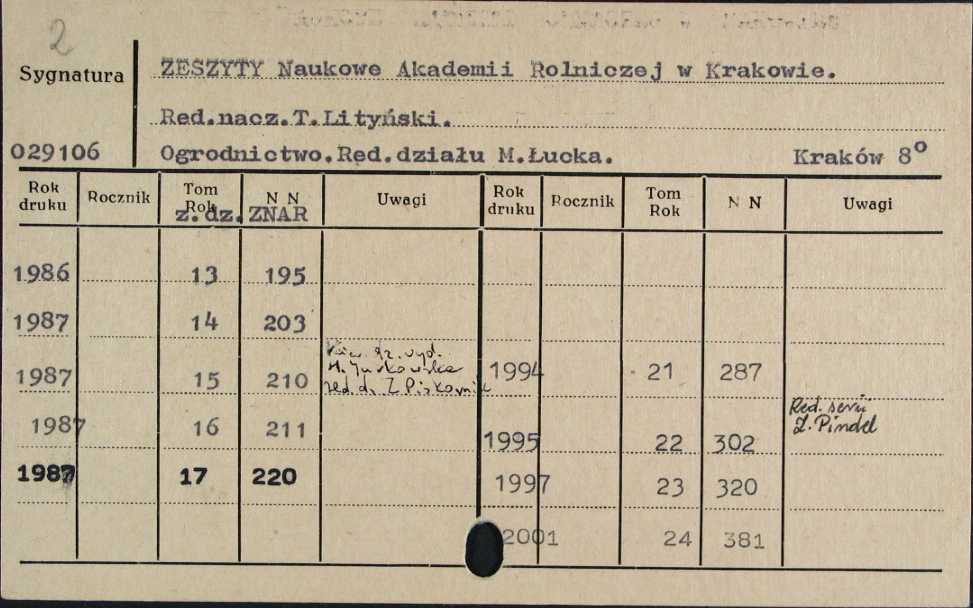 2
Sygnatura
ZESZYTY Naukowe Akademii Rolniczej w Krakowie.
Red.nacz.T.Lityński.
029106 Ogrodnictwo.Red.działu M.Łucka. Kraków 8°
Rok druku Rocznik Tom Rok N N Uwagi Rok druku Rocznik Tom Rok N N Uwagi
z.dz. ZNAR
1986 13 195
1987 14 203
1987 15 210 1994 21 287
red. d. Z Piskornik
1987 16 211 1995 22 302
Red. serii
Z. Pindel
1987 17 220 1997 23 320
2001 24 381